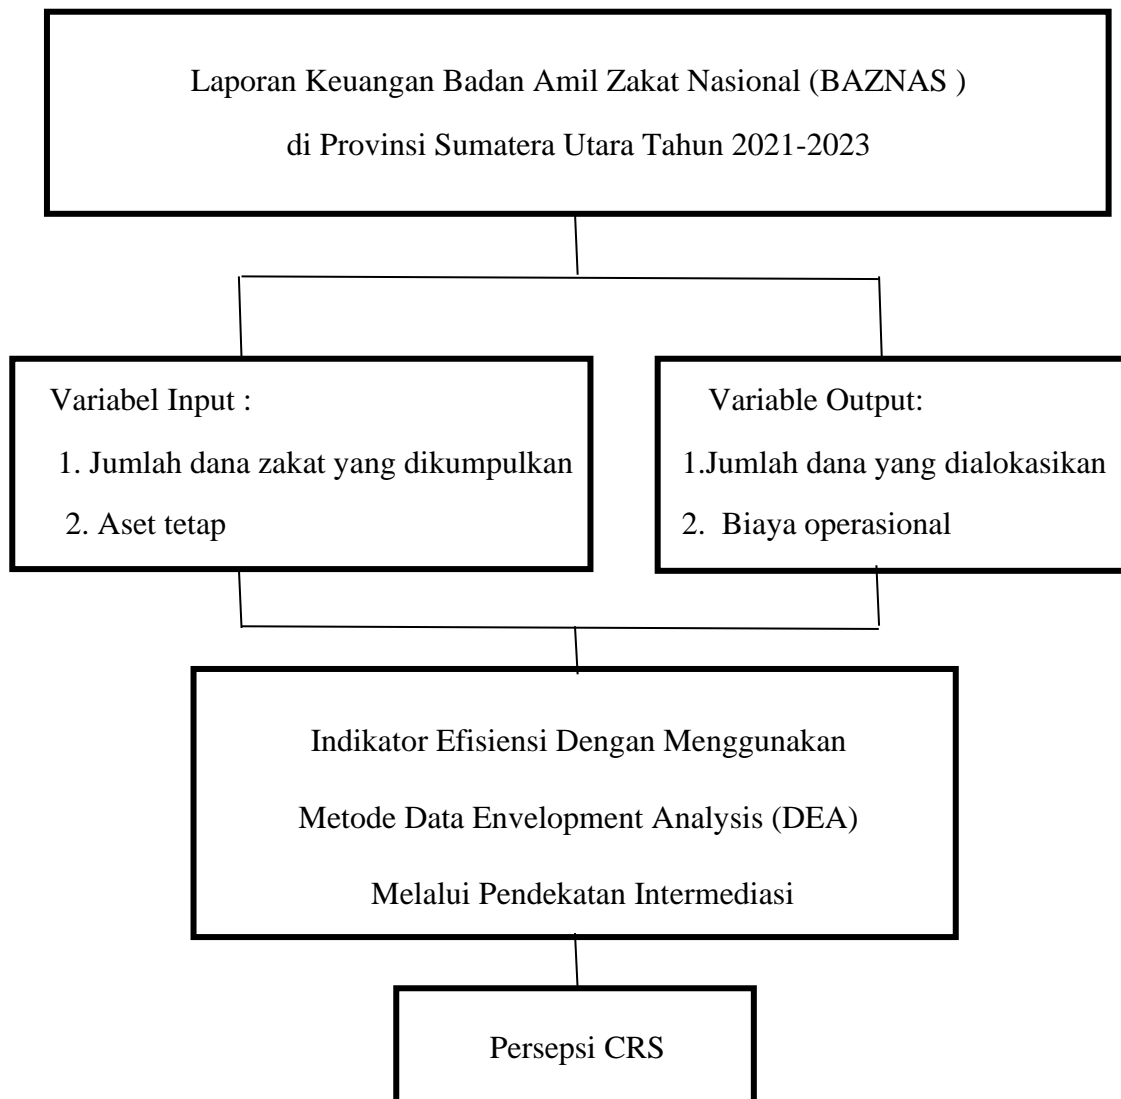 Laporan Keuangan Badan Amil Zakat Nasional (BAZNAS )
di Provinsi Sumatera Utara Tahun 2021-2023
Variabel Input :
1. Jumlah dana zakat yang dikumpulkan
2. Aset tetap
Variable Output:
1.Jumlah dana yang dialokasikan
2. Biaya operasional
Indikator Efisiensi Dengan Menggunakan
Metode Data Envelopment Analysis (DEA)
Melalui Pendekatan Intermediasi
Persepsi CRS